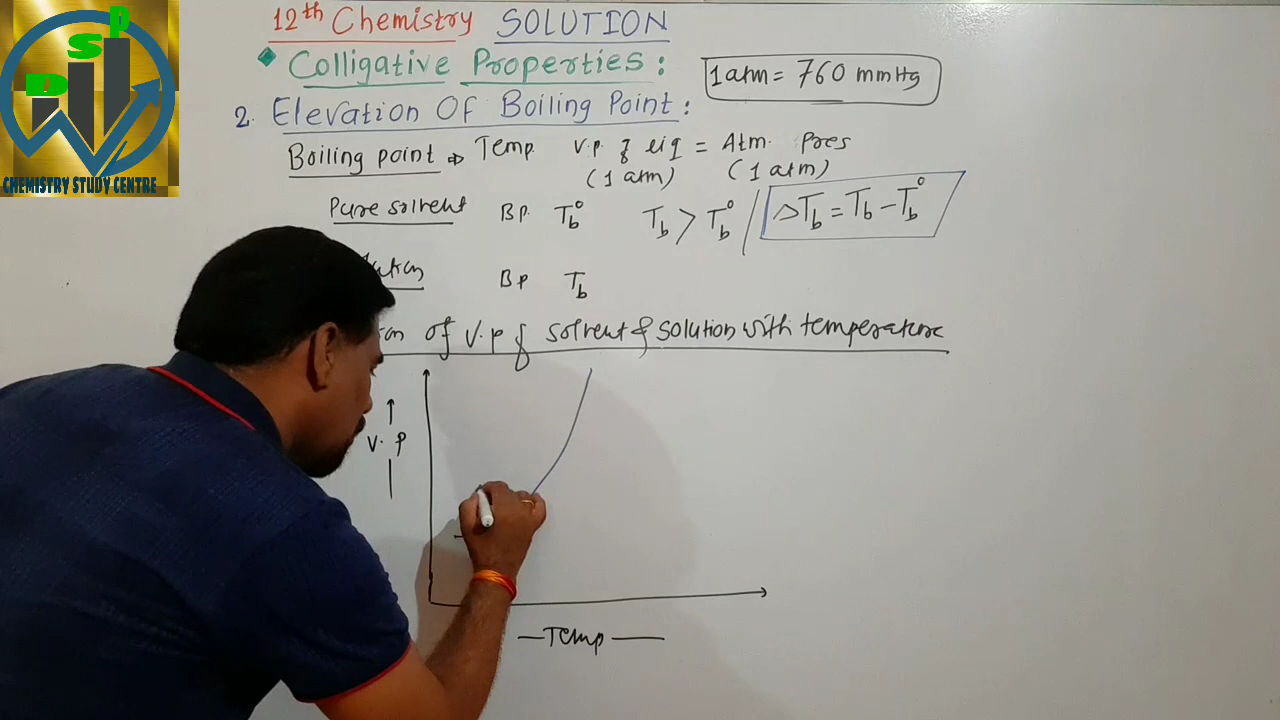 DSP
CHEMISTRY STUDY CENTRE
12th Chemistry SOLUTION
Colligative Properties:
1 atm = 760 mmHg
2. Elevation Of Boiling Point:
Boiling point ⇒ Temp V.P. of liq = Atm. Pres
(1 atm) (1 atm)
Pure solvent B.P. T°b Tb > T°b / ΔTb = Tb - T°b
B.P Tb
of V.P of solvent & solution with temperature
V.P
Temp